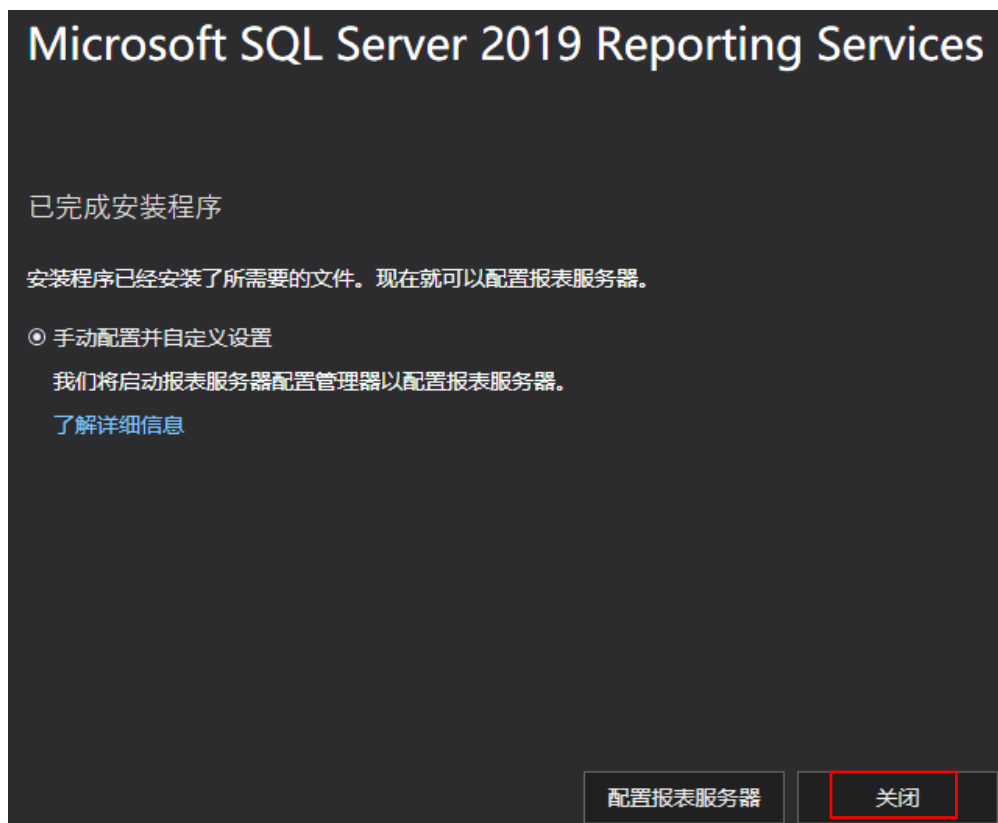 Microsoft SQL Server 2019 Reporting Services
已完成安装程序
安装程序已经安装了所需要的文件。现在就可以配置报表服务器。
手动配置并自定义设置
我们将启动报表服务器配置管理器以配置报表服务器。
了解详细信息
配置报表服务器
关闭